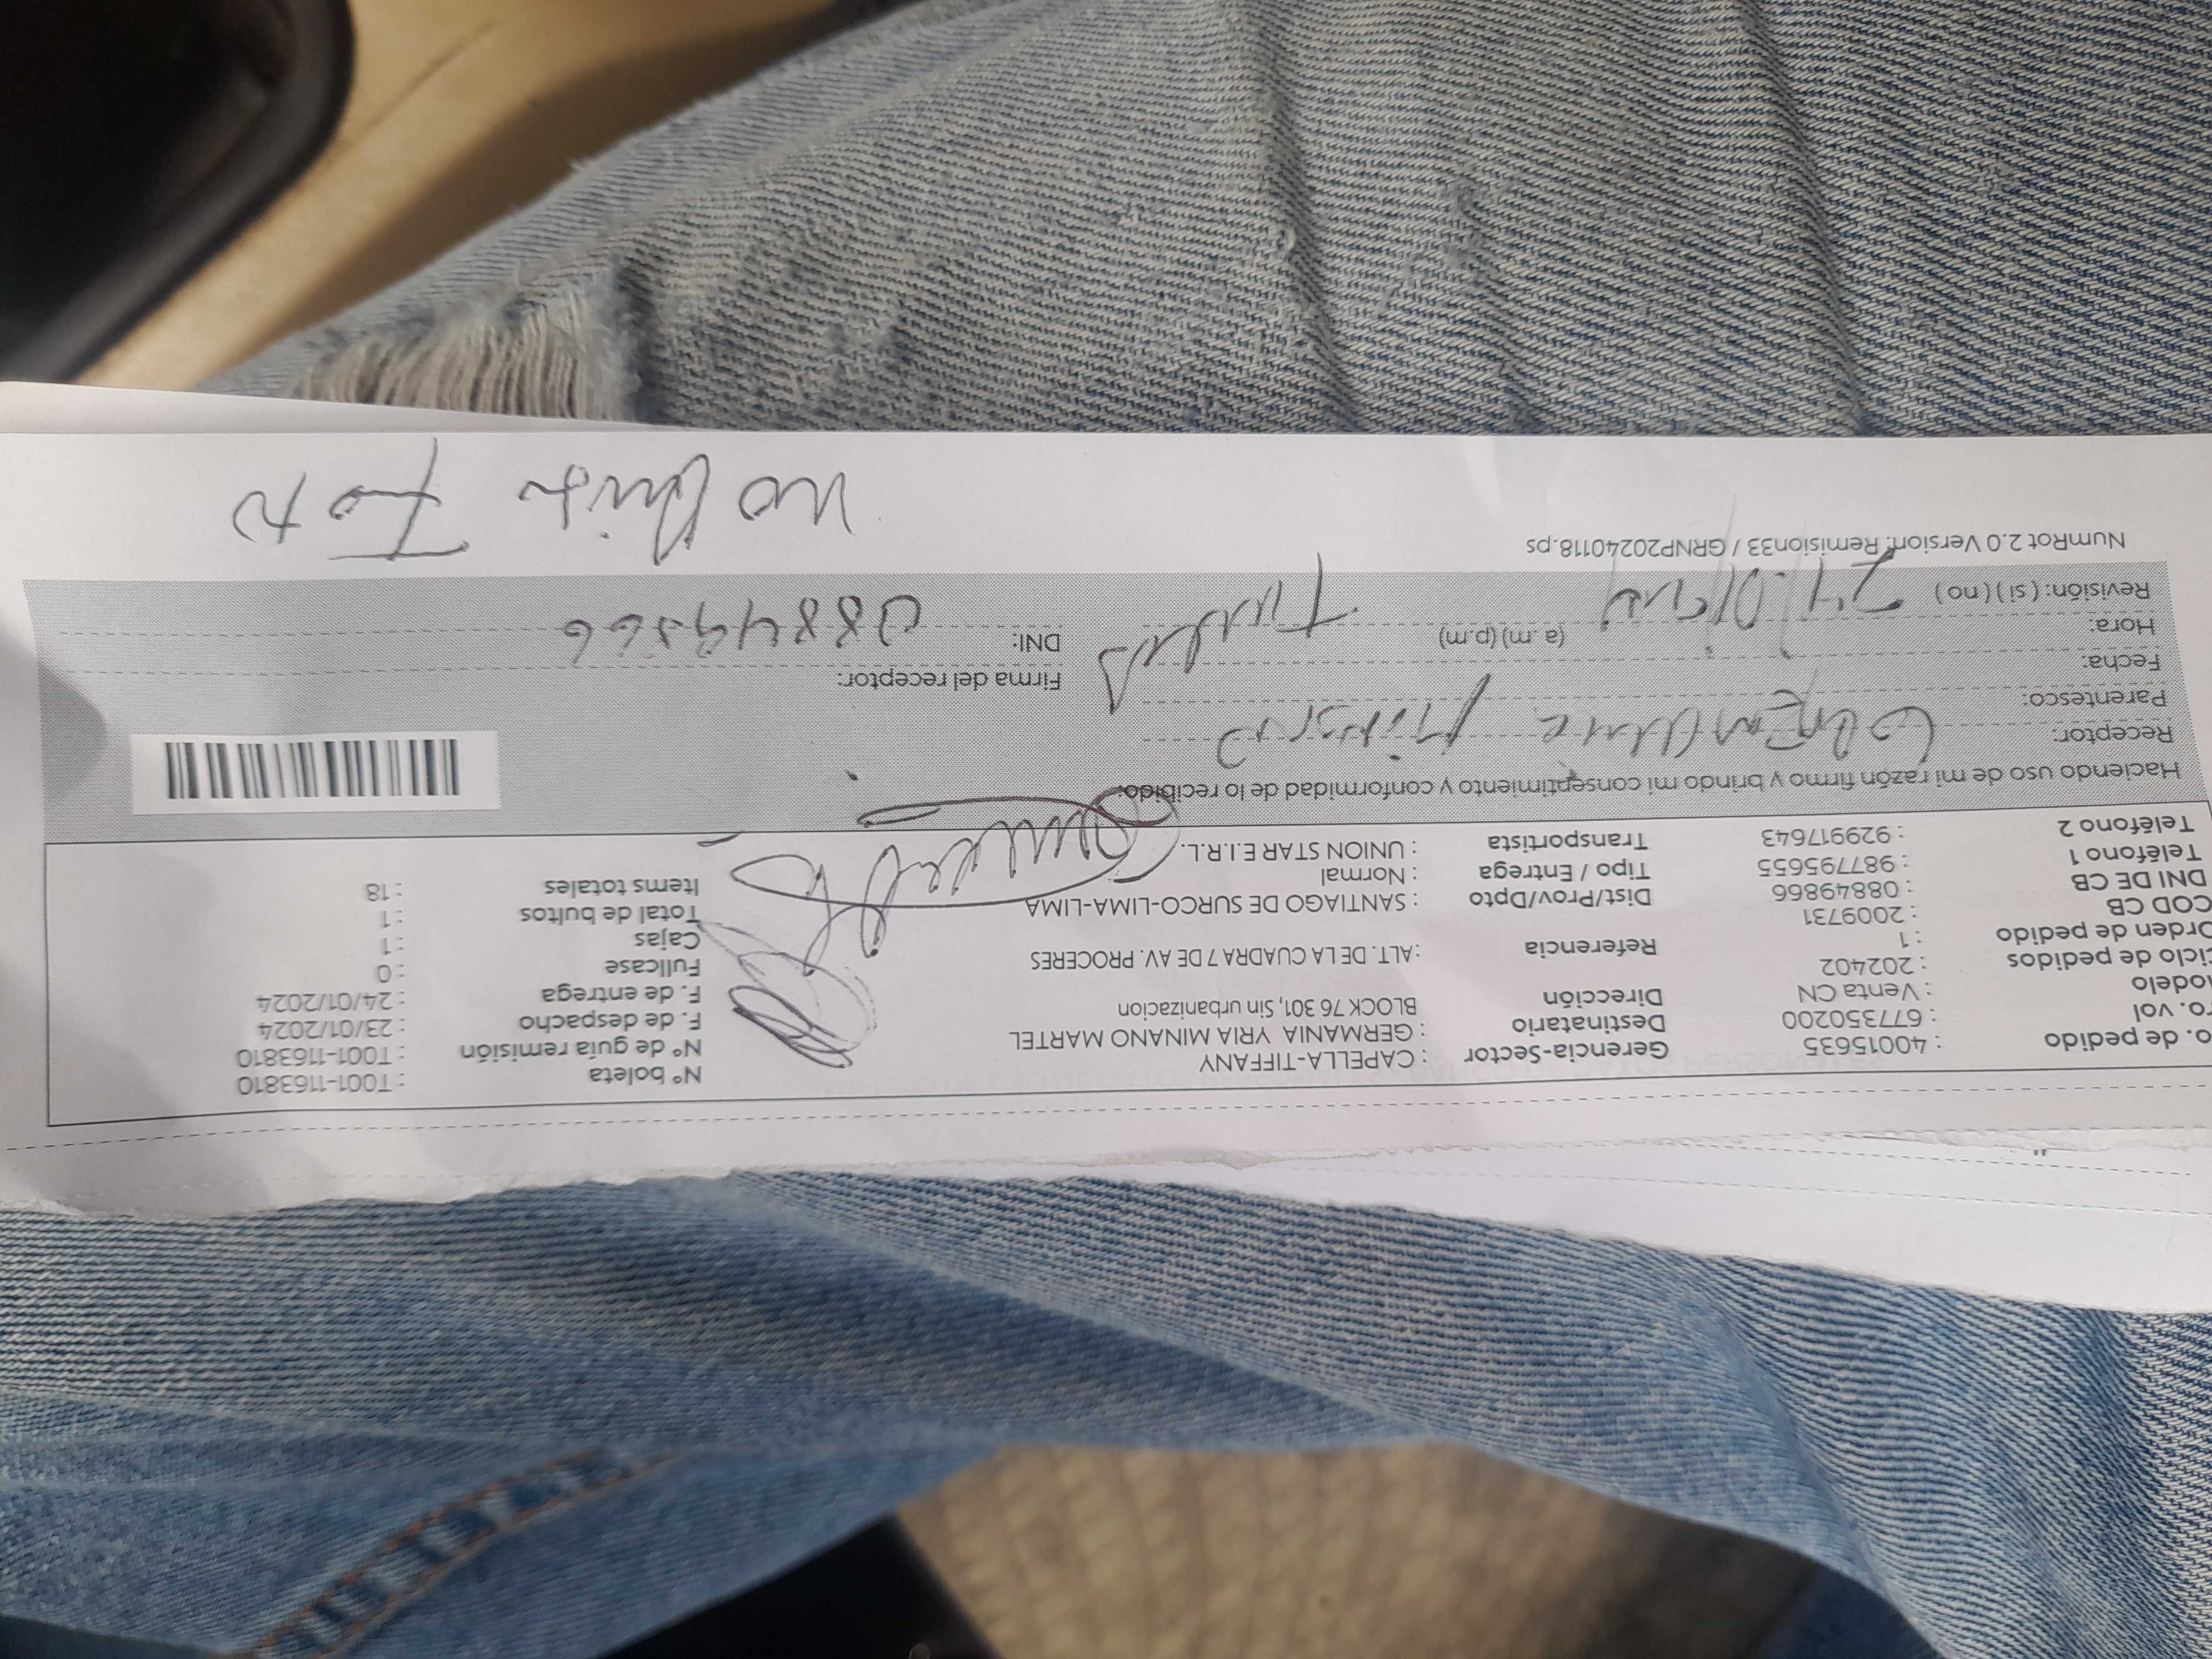 o. de pedido : 40015635 Gerencia-Sector : CAPELLA-TIFFANY Nº boleta : T001-1163810
ro. vol : 677350200 Destinatario : GERMANIA YRIA MINANO MARTEL Nº de guía remisión : T001-1163810
odelo : Venta CN Dirección BLOCK 76 301, Sin urbanizacion F. de despacho : 23/01/2024
iclo de pedidos : 202402 F. de entrega : 24/01/2024
Orden de pedido : 1 Referencia : ALT. DE LA CUADRA 7 DE AV. PROCERES Fullcase : 0
COD CB : 2009731 Cajas : 1
DNI DE CB : 08849866 Dist/Prov/Dpto : SANTIAGO DE SURCO-LIMA-LIMA Total de bultos : 1
Teléfono 1 : 987795655 Tipo / Entrega : Normal Items totales : 18
Teléfono 2 : 929917643 Transportista : UNION STAR E.I.R.L.
Haciendo uso de mi razón firmo y brindo mi consentimiento y conformidad de lo recibido:
Receptor:
Parentesco:
Fecha: Firma del receptor:
Hora: (a.m) (p.m) DNI: 08849866
Revisión: (si) (no)
NumRot 2.0 Version: Remision33 / GRNP20240118.ps
no quiso